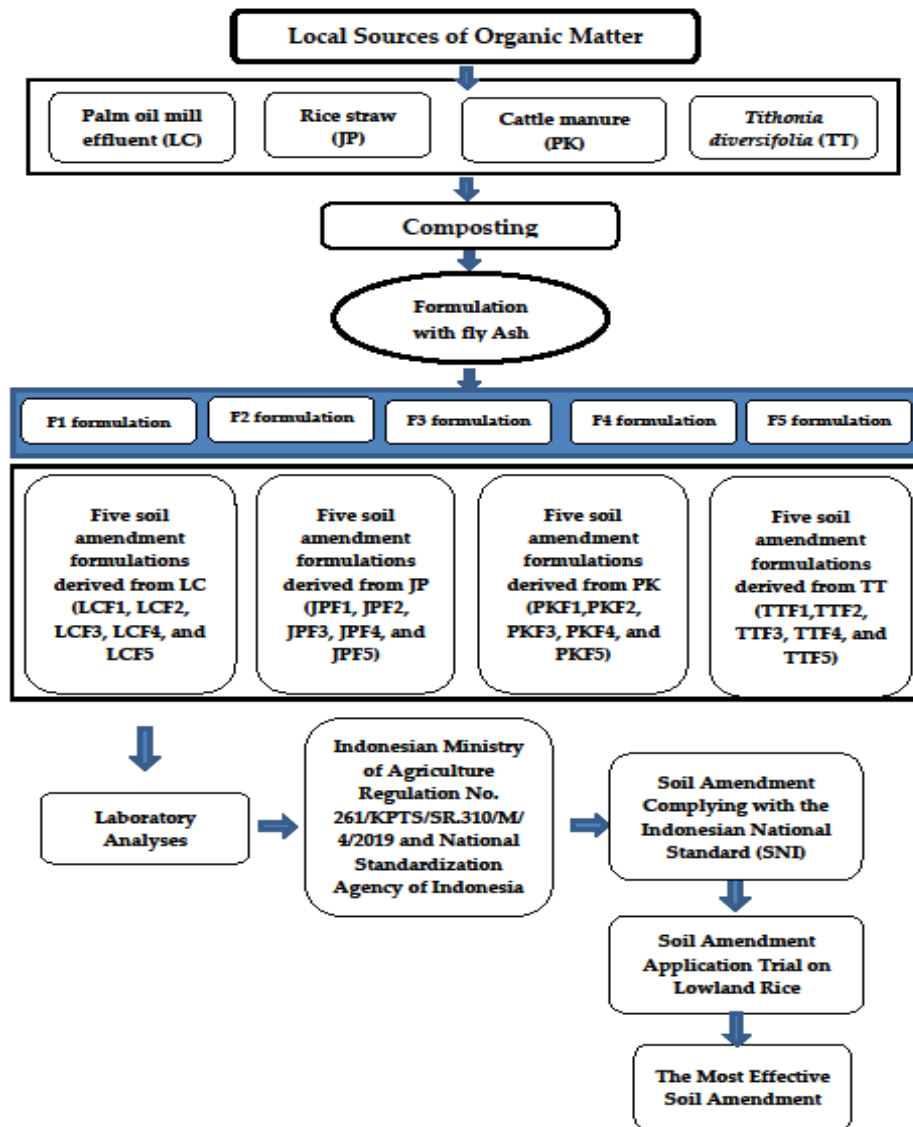 Local Sources of Organic Matter
Palm oil mill
effluent (LC)
Rice straw
(JP)
Cattle manure
(PK)
Tithonia
diversifolia (TT)
Composting
Formulation
with fly Ash
F1 formulation
F2 formulation
F3 formulation
F4 formulation
F5 formulation
Five soil
amendment
formulations
derived from LC
(LCF1, LCF2,
LCF3, LCF4, and
LCF5
Five soil
amendment
formulations
derived from JP
(JPF1, JPF2,
JPF3, JPF4, and
JPF5)
Five soil
amendment
formulations
derived from PK
(PKF1,PKF2,
PKF3, PKF4, and
PKF5)
Five soil
amendment
formulations
derived from TT
(TTF1,TTF2,
TTF3, TTF4, and
TTF5)
Laboratory
Analyses
Indonesian Ministry
of Agriculture
Regulation No.
261/KPTS/SR.310/M/
4/2019 and National
Standardization
Agency of Indonesia
Soil Amendment
Complying with the
Indonesian National
Standard (SNI)
Soil Amendment
Application Trial on
Lowland Rice
The Most Effective
Soil Amendment